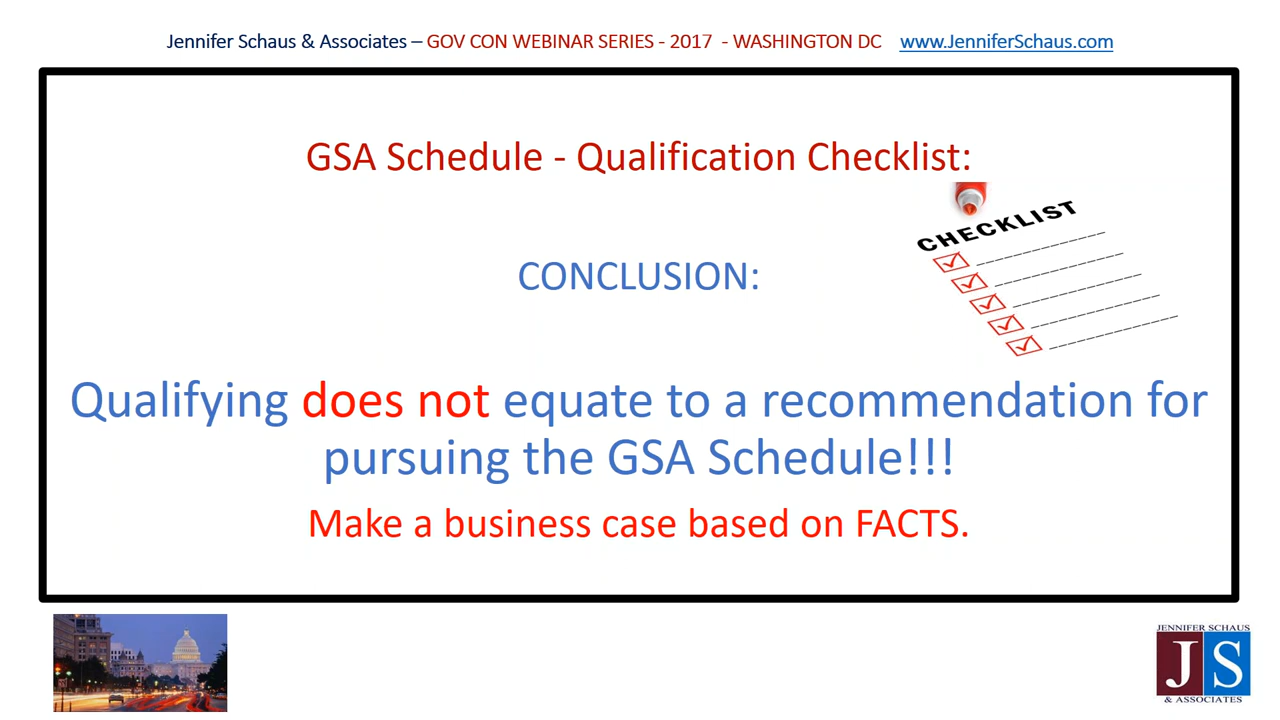 Jennifer Schaus & Associates – GOV CON WEBINAR SERIES - 2017 - WASHINGTON DC www.JenniferSchaus.com
GSA Schedule - Qualification Checklist:
CHECKLIST
CONCLUSION:
Qualifying does not equate to a recommendation for
pursuing the GSA Schedule!!!
Make a business case based on FACTS.
JENNIFER SCHAUS
JS
& ASSOCIATES